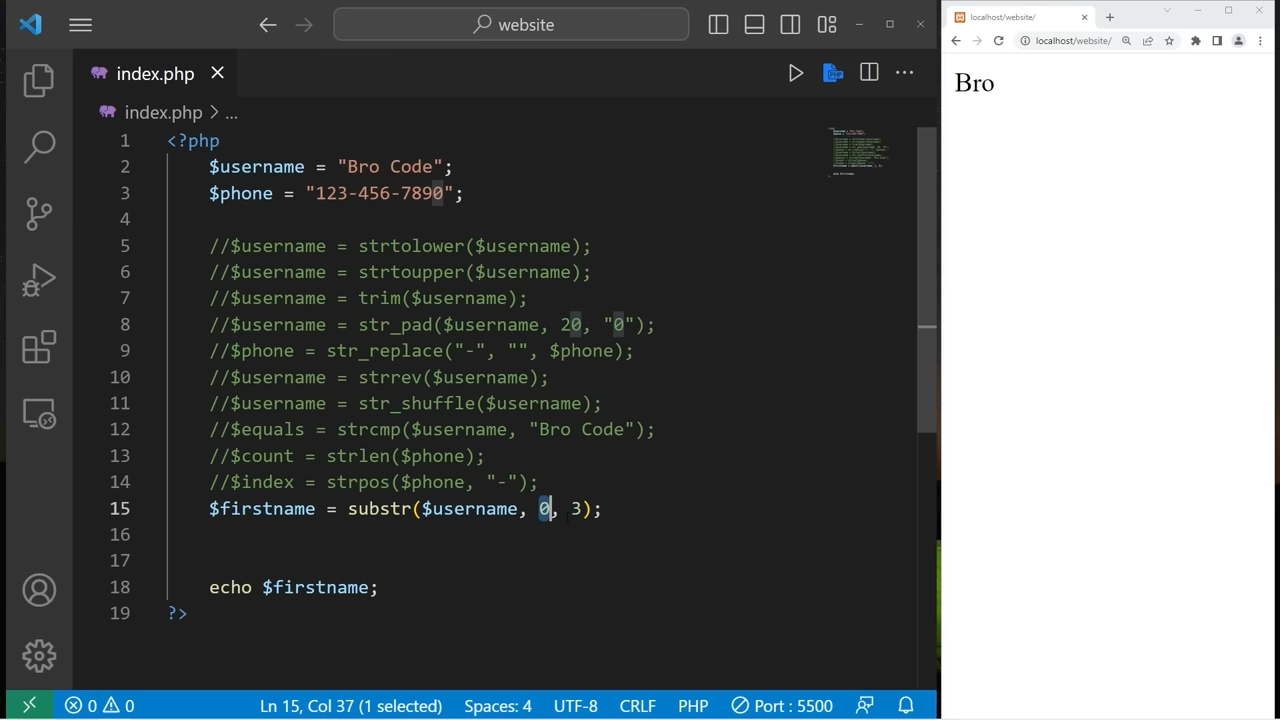 website
index.php
index.php > ...
1 <?php
2 $username = "Bro Code";
3 $phone = "123-456-7890";
4
5 //$username = strtolower($username);
6 //$username = strtoupper($username);
7 //$username = trim($username);
8 //$username = str_pad($username, 20, "0");
9 //$phone = str_replace("-", "", $phone);
10 //$username = strrev($username);
11 //$username = str_shuffle($username);
12 //$equals = strcmp($username, "Bro Code");
13 //$count = strlen($phone);
14 //$index = strpos($phone, "-");
15 $firstname = substr($username, 0, 3);
16
17
18 echo $firstname;
19 ?>
0 0 Ln 15, Col 37 (1 selected) Spaces: 4 UTF-8 CRLF PHP Port : 5500
localhost/website/
localhost/website/
Bro